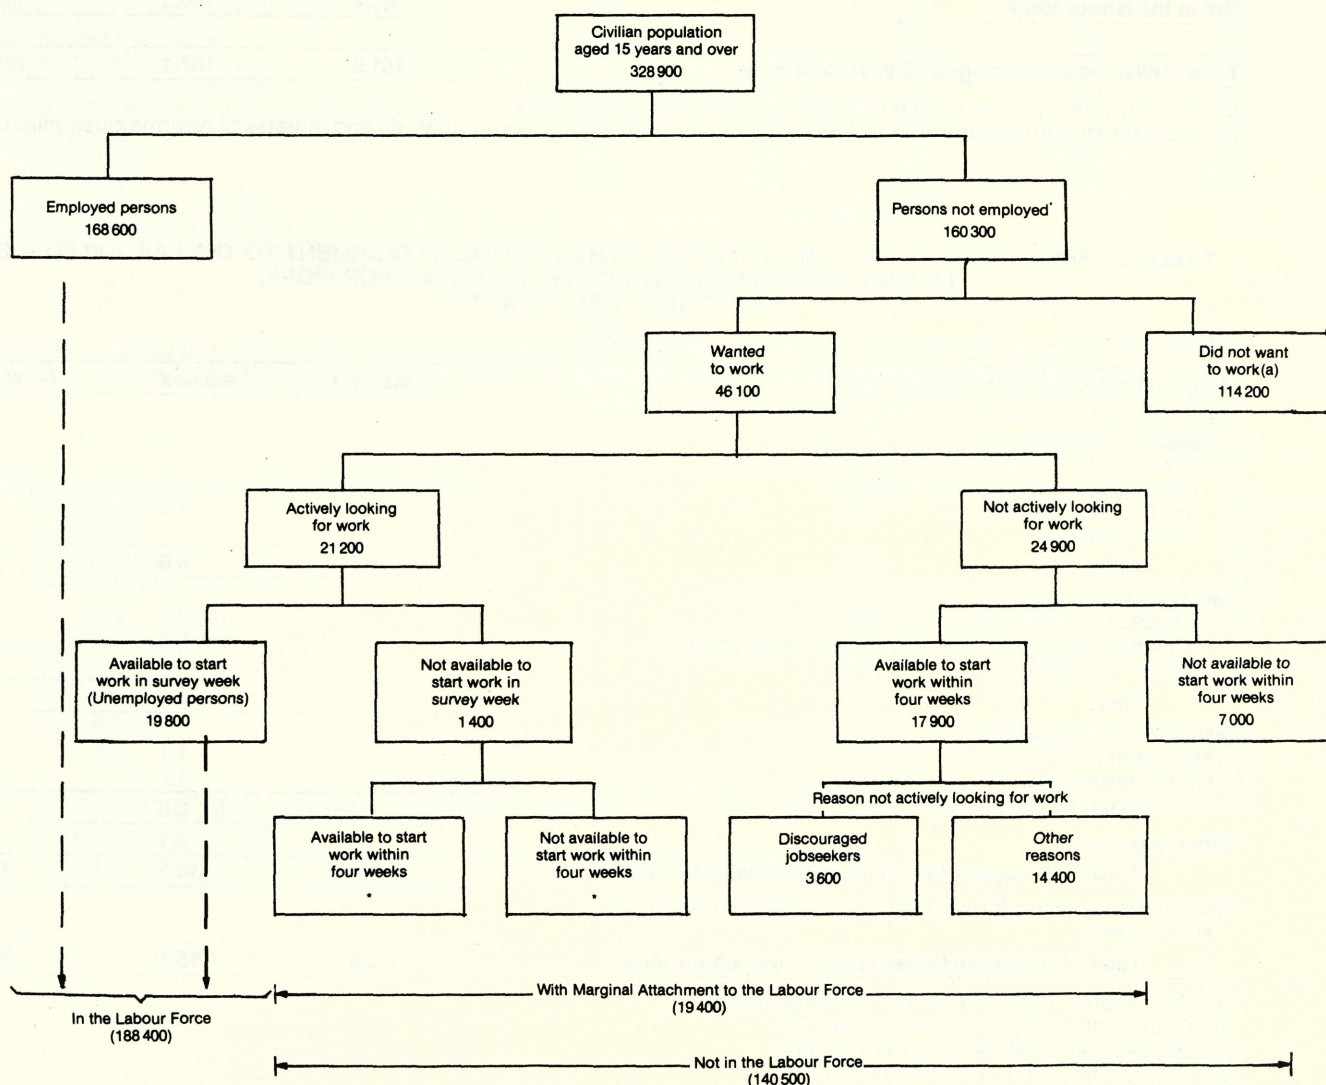 Civilian population
aged 15 years and over
328 900
Employed persons
168 600
Persons not employed
160 300
Wanted
to work
46 100
Did not want
to work(a)
114 200
Actively looking
for work
21 200
Not actively looking
for work
24 900
Available to start
work in survey week
(Unemployed persons)
19 800
Not available to
start work in
survey week
1 400
Available to start
work within
four weeks
17 900
Not available to
start work within
four weeks
7 000
Reason not actively looking for work
Available to start
work within
four weeks
*
Not available to
start work within
four weeks
*
Discouraged
jobseekers
3 600
Other
reasons
14 400
In the Labour Force
(188 400)
With Marginal Attachment to the Labour Force
(19 400)
Not in the Labour Force
(140 500)